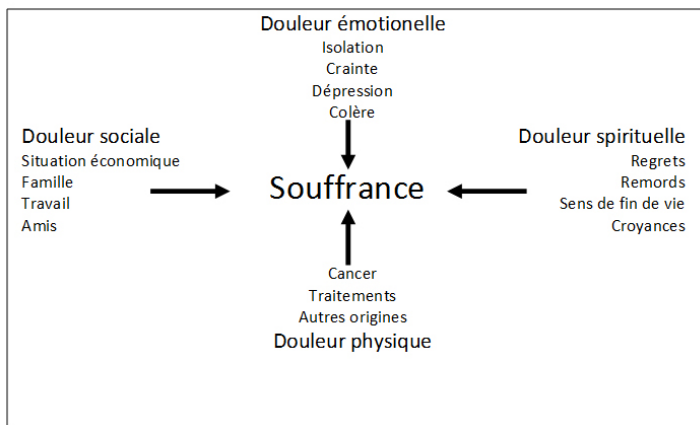 Douleur émotionelle
Isolation
Crainte
Dépression
Colère
Douleur sociale
Situation économique
Famille
Travail
Amis
Souffrance
Douleur spirituelle
Regrets
Remords
Sens de fin de vie
Croyances
Cancer
Traitements
Autres origines
Douleur physique